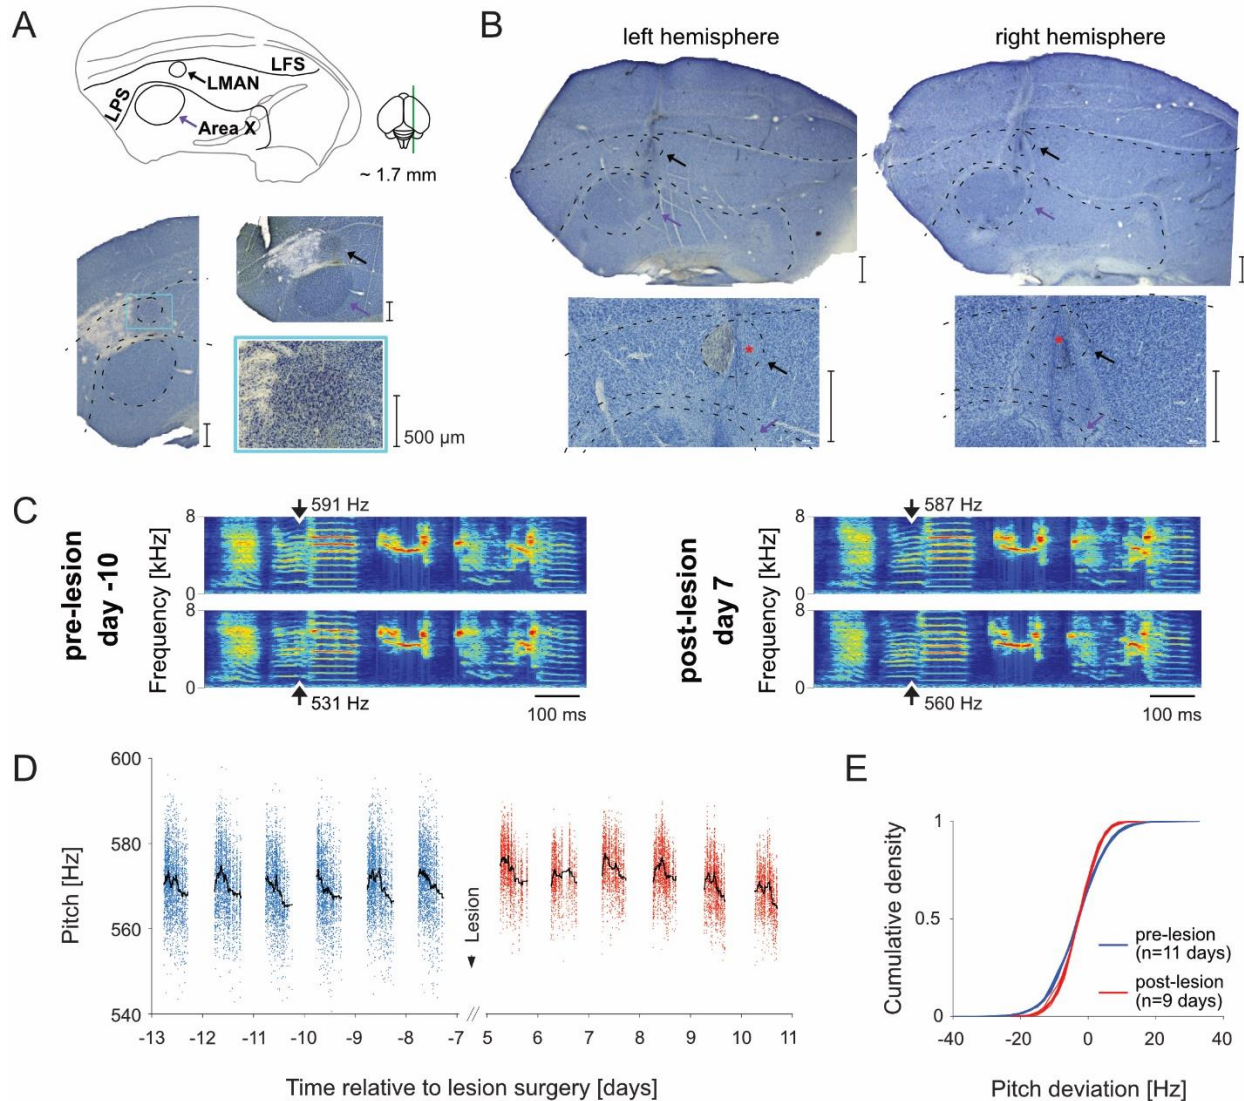 A
LFS
LMAN
LPS
Area X
~ 1.7 mm
500 µm
B
left hemisphere
right hemisphere
*
*
C
pre-lesion
day -10
Frequency [kHz]
8
0
8
0
591 Hz
531 Hz
100 ms
post-lesion
day 7
Frequency [kHz]
8
0
8
0
587 Hz
560 Hz
100 ms
D
Pitch [Hz]
600
580
560
540
Lesion
-13 -12 -11 -10 -9 -8 -7 // 5 6 7 8 9 10 11
Time relative to lesion surgery [days]
E
Cumulative density
1
0.5
0
pre-lesion
(n=11 days)
post-lesion
(n=9 days)
-40 -20 0 20 40
Pitch deviation [Hz]